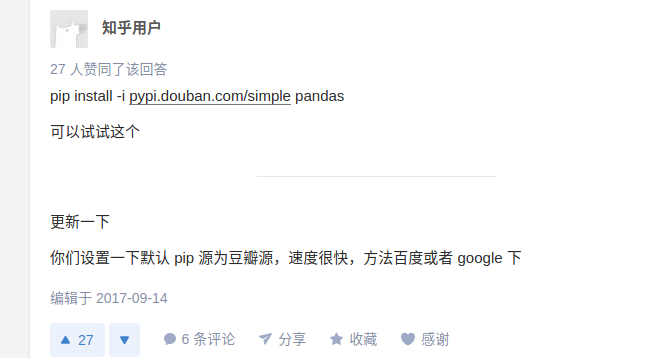 知乎用户
27 人赞同了该回答
pip install -i pypi.douban.com/simple pandas
可以试试这个
更新一下
你们设置一下默认 pip 源为豆瓣源，速度很快，方法百度或者 google 下
编辑于 2017-09-14
27 6 条评论 分享 收藏 感谢